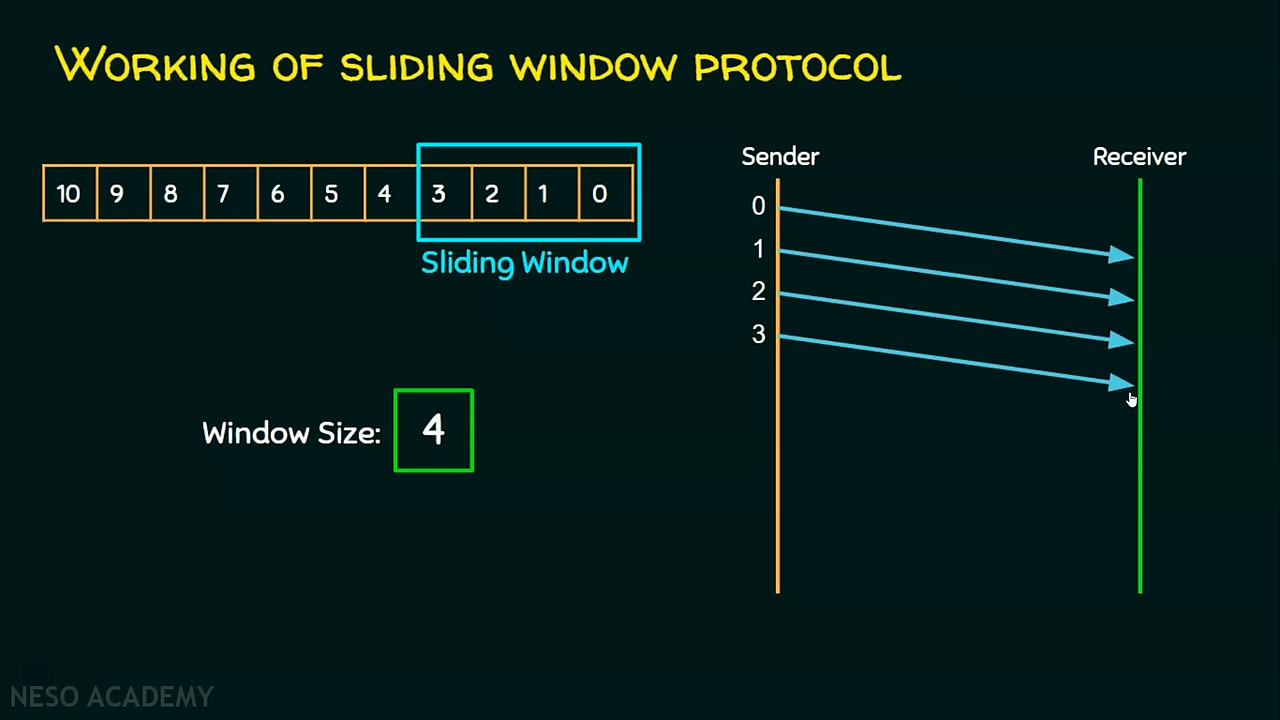 WORKING OF SLIDING WINDOW PROTOCOL
10 9 8 7 6 5 4 3 2 1 0
Sliding Window
Window Size: 4
Sender Receiver
0
1
2
3
NESO ACADEMY